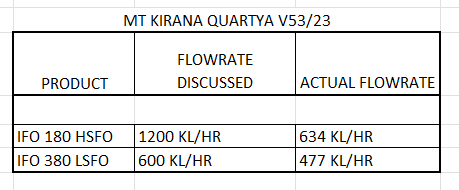 MT KIRANA QUARTYA V53/23
PRODUCT FLOWRATE DISCUSSED ACTUAL FLOWRATE
IFO 180 HSFO 1200 KL/HR 634 KL/HR
IFO 380 LSFO 600 KL/HR 477 KL/HR